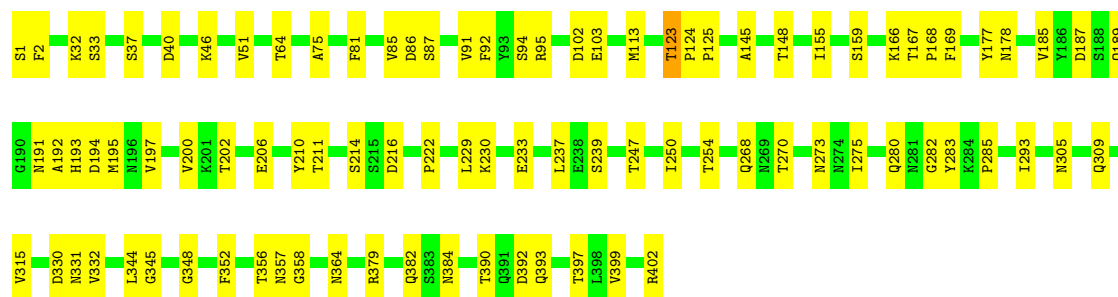 S1 F2 K32 S33 S37 D40 K46 V51 T64 A75 F81 V85 D86 S87 V91 F92 Y93 S94 R95 D102 E103 M113 T123 P124 P125 A145 T148 I155 S159 K166 T167 P168 F169 Y177 N178 V185 Y186 D187 S188
G190 N191 A192 H193 D194 M195 N196 V197 V200 K201 T202 E206 Y210 T211 S214 S215 D216 P222 L229 K230 E233 L237 E238 S239 T247 I250 T254 Q268 N269 T270 N273 N274 I275 Q280 N281 G282 Y283 K284 P285 I293 N305 Q309
V315 D330 N331 V332 L344 G345 G348 F352 T356 N357 G358 N364 R379 Q382 S383 N384 T390 Q391 D392 Q393 T397 L398 V399 R402